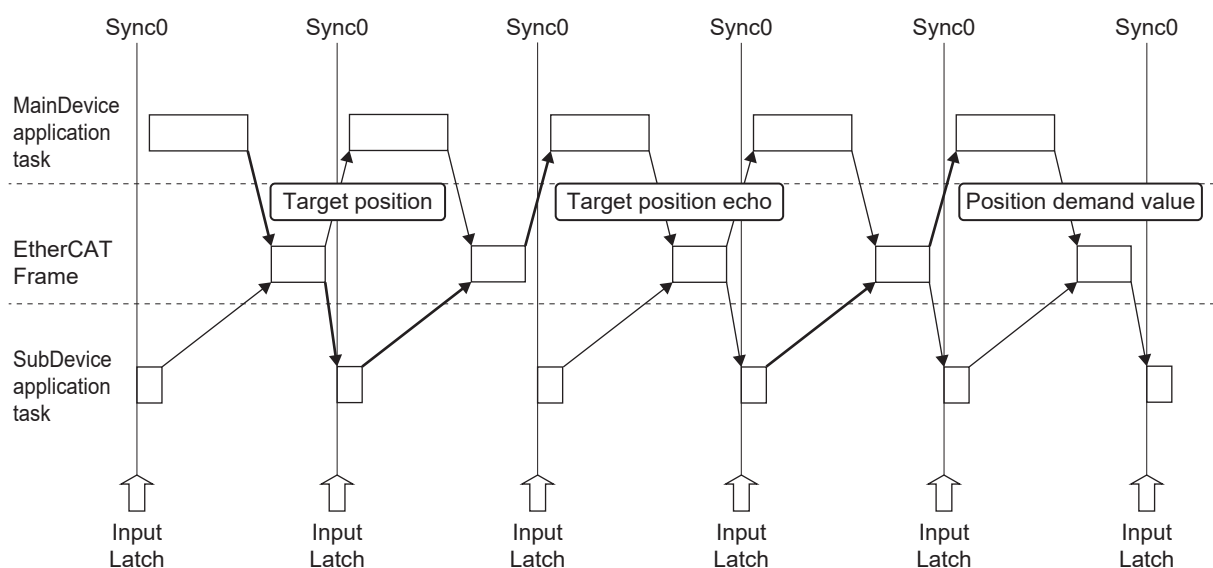 Sync0 Sync0 Sync0 Sync0 Sync0 Sync0
MainDevice
application
task
Target position Target position echo Position demand value
EtherCAT
Frame
SubDevice
application
task
Input Input Input Input Input Input
Latch Latch Latch Latch Latch Latch